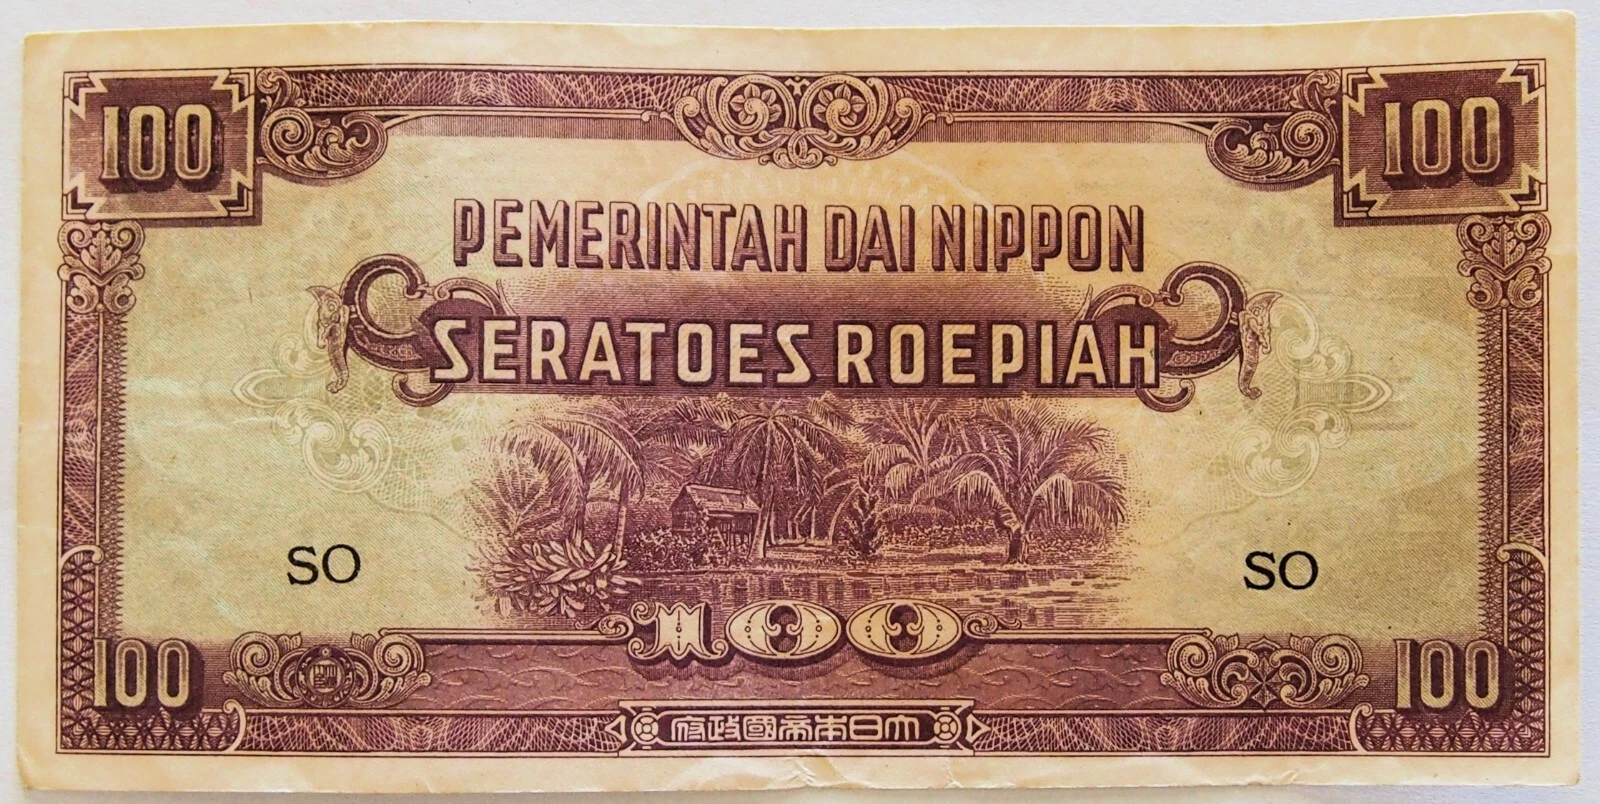 100
100
PEMERINTAH DAI NIPPON
SERATOES ROEPIAH
SO
SO
100
100
100
大日本帝國政府